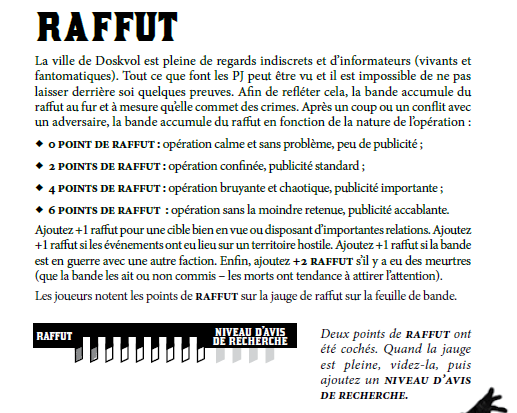 RAFFUT
La ville de Doskvol est pleine de regards indiscrets et d'informateurs (vivants et
fantomatiques). Tout ce que font les PJ peut être vu et il est impossible de ne pas
laisser derrière soi quelques preuves. Afin de refléter cela, la bande accumule du
raffut au fur et à mesure qu'elle commet des crimes. Après un coup ou un conflit avec
un adversaire, la bande accumule du raffut en fonction de la nature de l'opération :
◆ 0 POINT DE RAFFUT : opération calme et sans problème, peu de publicité ;
◆ 2 POINTS DE RAFFUT : opération confinée, publicité standard ;
◆ 4 POINTS DE RAFFUT : opération bruyante et chaotique, publicité importante ;
◆ 6 POINTS DE RAFFUT : opération sans la moindre retenue, publicité accablante.
Ajoutez +1 raffut pour une cible bien en vue ou disposant d'importantes relations. Ajoutez
+1 raffut si les événements ont eu lieu sur un territoire hostile. Ajoutez +1 raffut si la bande
est en guerre avec une autre faction. Enfin, ajoutez +2 RAFFUT s'il y a eu des meurtres
(que la bande les ait ou non commis – les morts ont tendance à attirer l'attention).
Les joueurs notent les points de RAFFUT sur la jauge de raffut sur la feuille de bande.
RAFFUT
NIVEAU D'AVIS
DE RECHERCHE
Deux points de RAFFUT ont
été cochés. Quand la jauge
est pleine, videz-la, puis
ajoutez un NIVEAU D'AVIS
DE RECHERCHE.